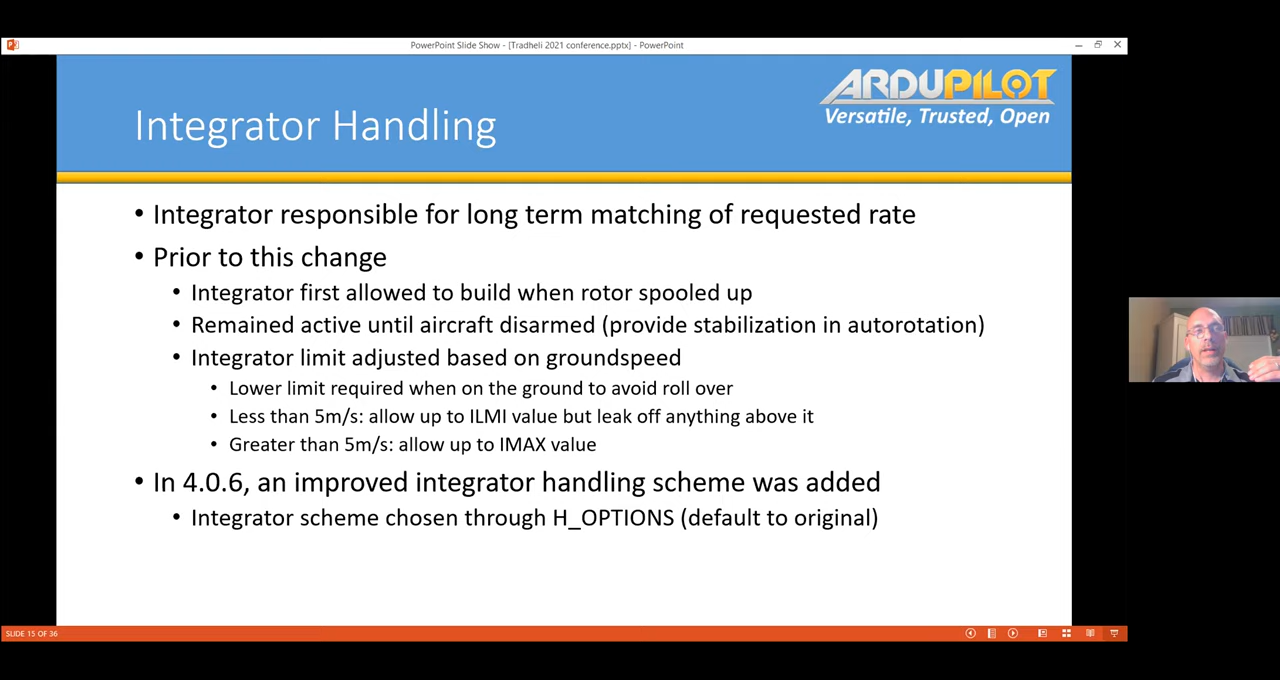 PowerPoint Slide Show - [Tradheli 2021 conference.pptx] - PowerPoint
ARDUPILOT
Versatile, Trusted, Open
Integrator Handling
• Integrator responsible for long term matching of requested rate
• Prior to this change
• Integrator first allowed to build when rotor spooled up
• Remained active until aircraft disarmed (provide stabilization in autorotation)
• Integrator limit adjusted based on groundspeed
• Lower limit required when on the ground to avoid roll over
• Less than 5m/s: allow up to ILMI value but leak off anything above it
• Greater than 5m/s: allow up to IMAX value
• In 4.0.6, an improved integrator handling scheme was added
• Integrator scheme chosen through H_OPTIONS (default to original)
SLIDE 15 OF 36